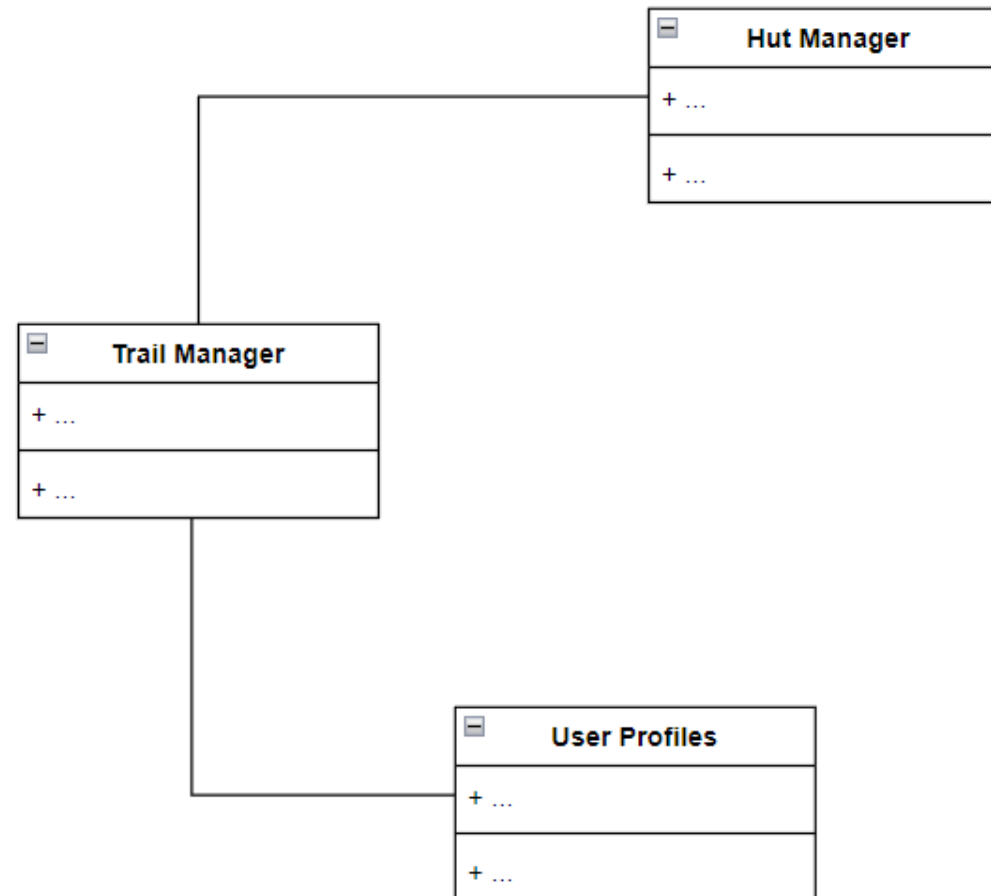 Hut Manager
+ ...
+ ...
Trail Manager
+ ...
+ ...
User Profiles
+ ...
+ ...